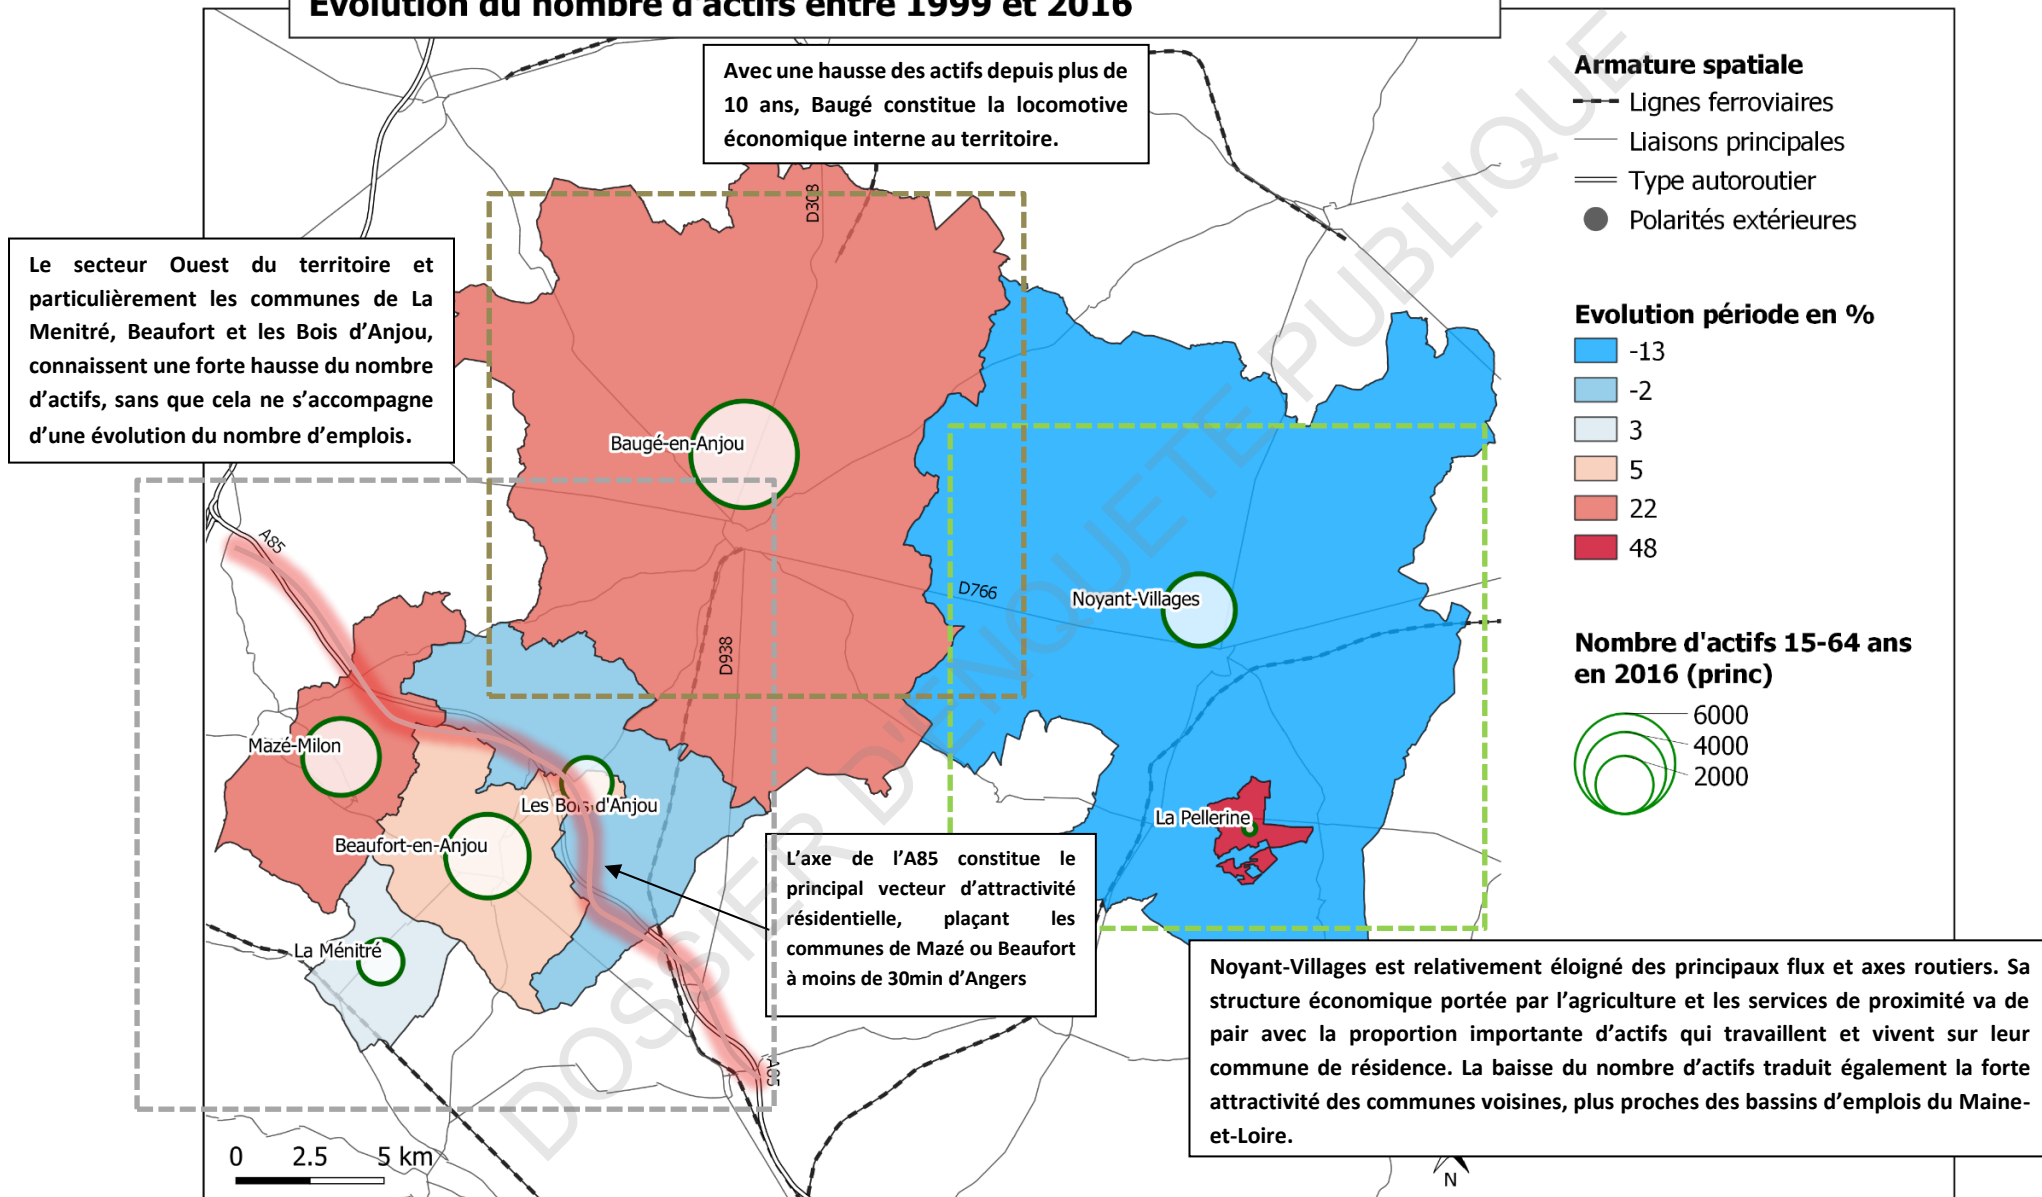 Evolution du nombre d'actifs entre 1999 et 2016
Avec une hausse des actifs depuis plus de
10 ans, Baugé constitue la locomotive
économique interne au territoire.
Le secteur Ouest du territoire et
particulièrement les communes de La
Menitré, Beaufort et les Bois d'Anjou,
connaissent une forte hausse du nombre
d'actifs, sans que cela ne s'accompagne
d'une évolution du nombre d'emplois.
Armature spatiale
Lignes ferroviaires
Liaisons principales
Type autoroutier
Polarités extérieures
Evolution période en %
-13
-2
3
5
22
48
Nombre d'actifs 15-64 ans
en 2016 (princ)
6000
4000
2000
D308
Baugé-en-Anjou
A85
D766
Noyant-Villages
D938
Mazé-Milon
Les Bois d'Anjou
Beaufort-en-Anjou
La Pellerine
La Ménitré
A85
L'axe de l'A85 constitue le
principal vecteur d'attractivité
résidentielle, plaçant les
communes de Mazé ou Beaufort
à moins de 30min d'Angers
Noyant-Villages est relativement éloigné des principaux flux et axes routiers. Sa
structure économique portée par l'agriculture et les services de proximité va de
pair avec la proportion importante d'actifs qui travaillent et vivent sur leur
commune de résidence. La baisse du nombre d'actifs traduit également la forte
attractivité des communes voisines, plus proches des bassins d'emplois du Maine-
et-Loire.
0 2.5 5 km
N
DOSSIER D'ENQUETE PUBLIQUE